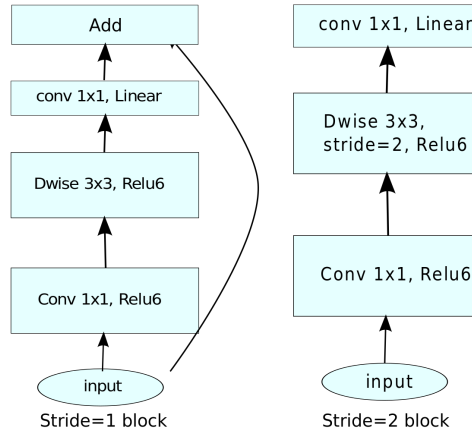 Add
conv 1x1, Linear
Dwise 3x3, Relu6
Conv 1x1, Relu6
input
Stride=1 block
conv 1x1, Linear
Dwise 3x3,
stride=2, Relu6
Conv 1x1, Relu6
input
Stride=2 block